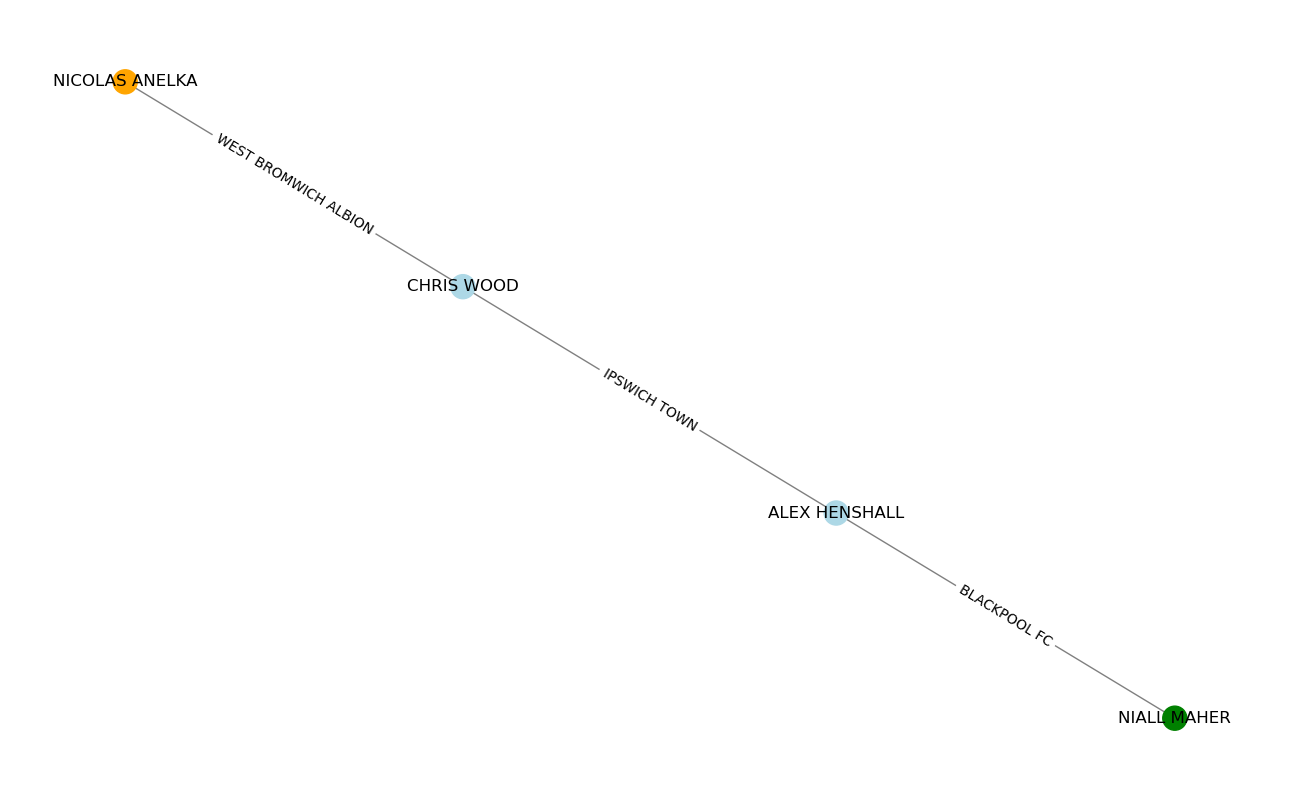 NICOLAS ANELKA
WEST BROMWICH ALBION
CHRIS WOOD
IPSWICH TOWN
ALEX HENSHALL
BLACKPOOL FC
NIALL MAHER